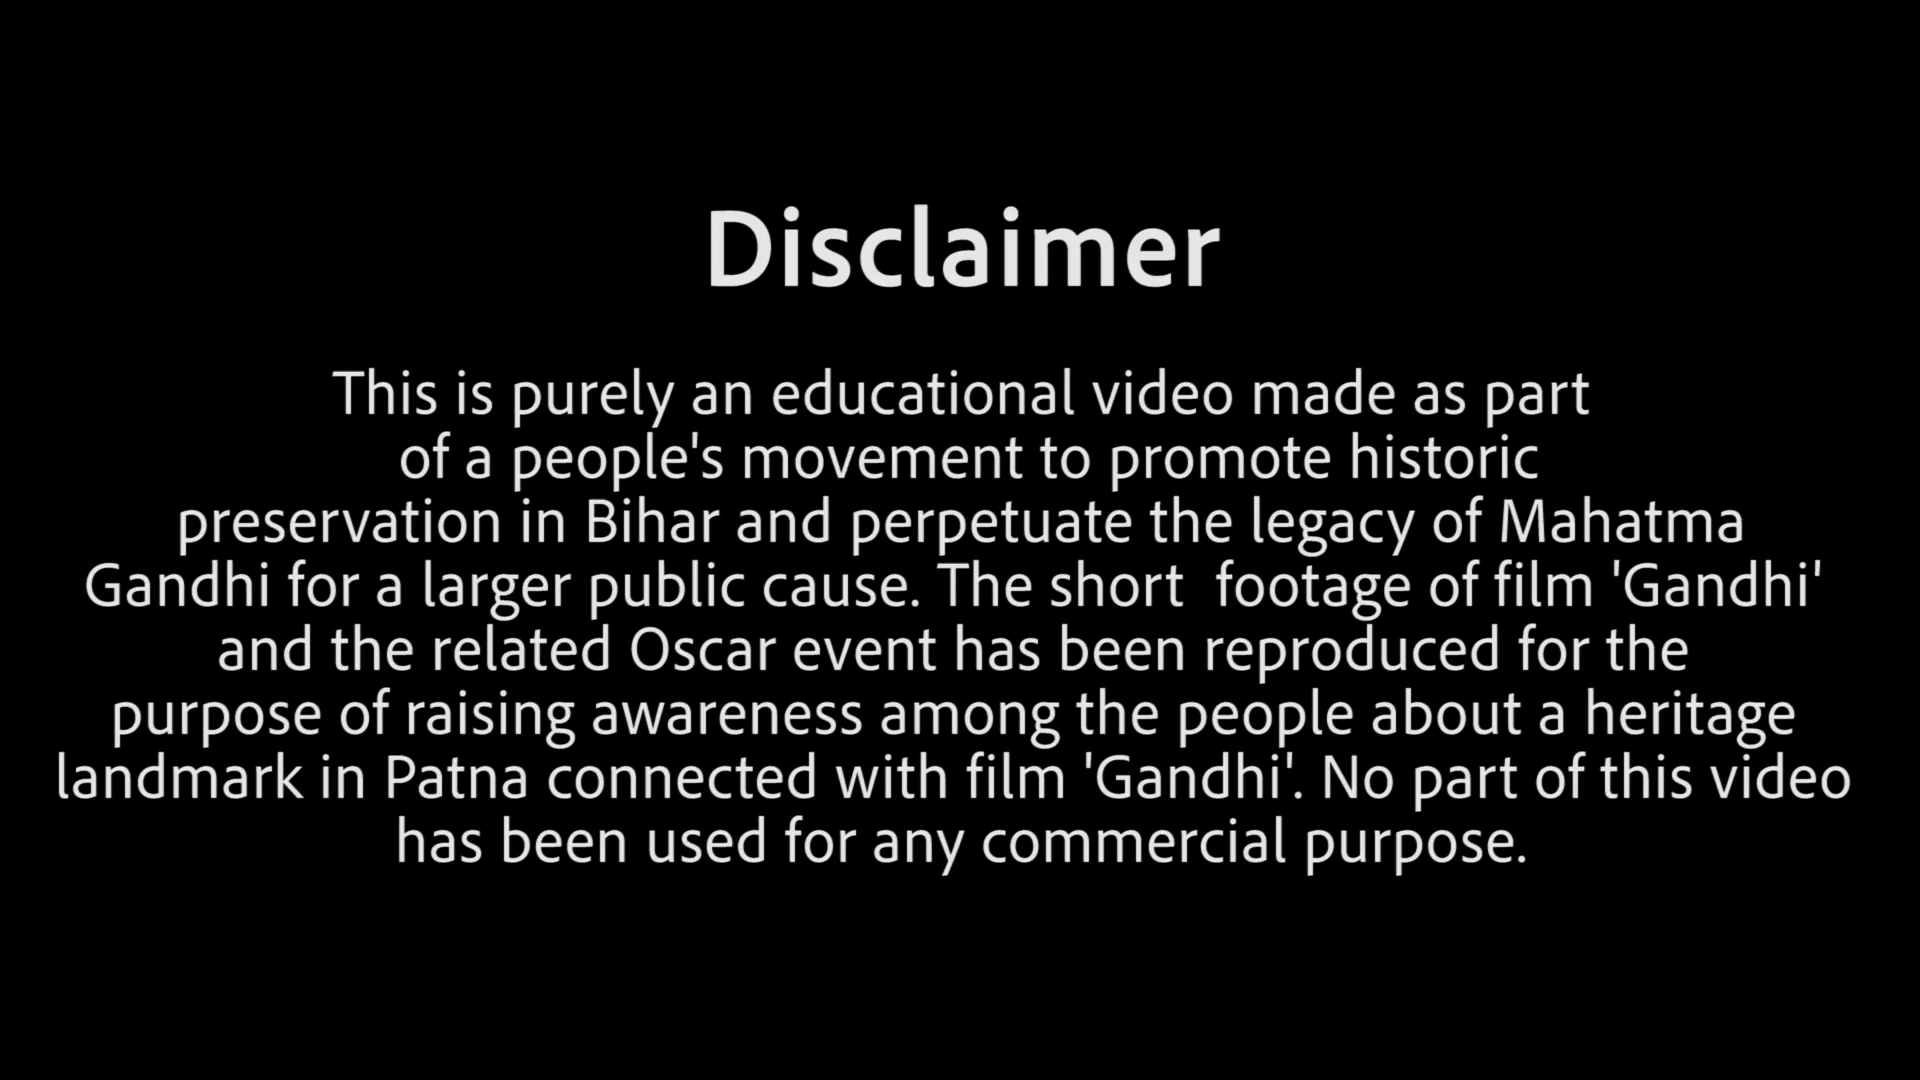 Disclaimer
This is purely an educational video made as part
of a people's movement to promote historic
preservation in Bihar and perpetuate the legacy of Mahatma
Gandhi for a larger public cause. The short  footage of film 'Gandhi'
and the related Oscar event has been reproduced for the
purpose of raising awareness among the people about a heritage
landmark in Patna connected with film 'Gandhi'. No part of this video
has been used for any commercial purpose.